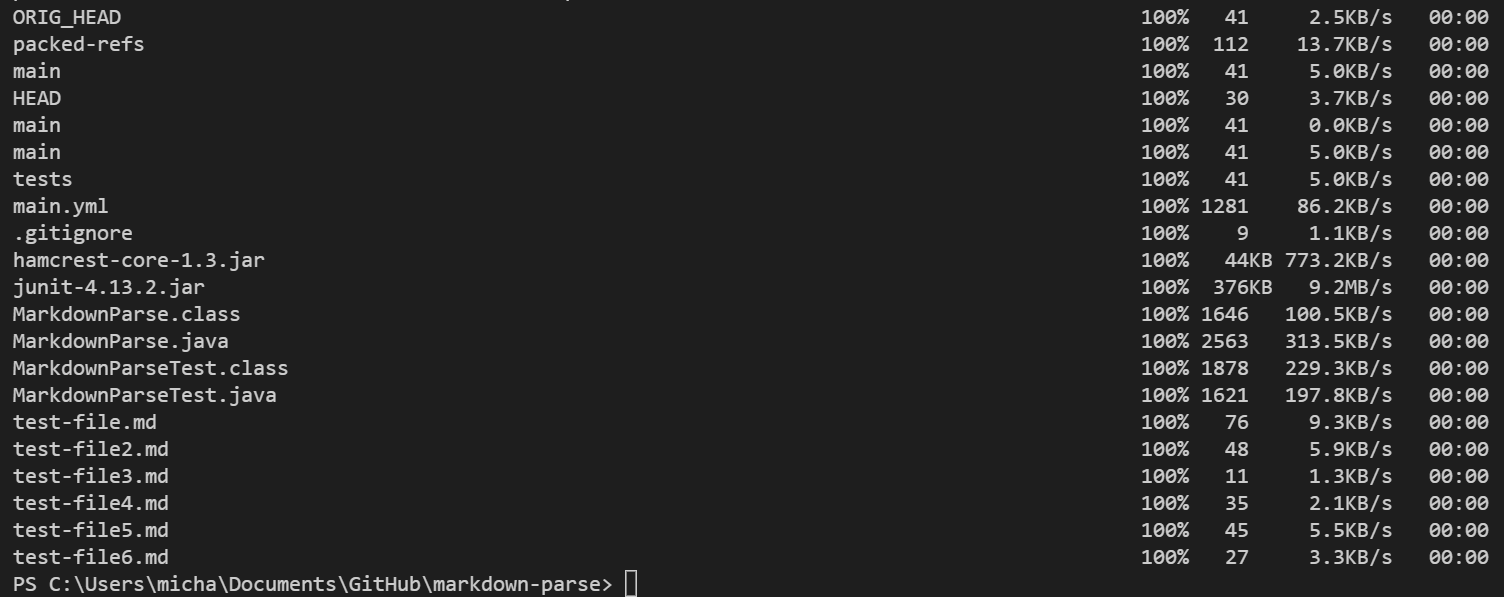 ORIG_HEAD 100% 41 2.5KB/s 00:00
packed-refs 100% 112 13.7KB/s 00:00
main 100% 41 5.0KB/s 00:00
HEAD 100% 30 3.7KB/s 00:00
main 100% 41 0.0KB/s 00:00
main 100% 41 5.0KB/s 00:00
tests 100% 41 5.0KB/s 00:00
main.yml 100% 1281 86.2KB/s 00:00
.gitignore 100% 9 1.1KB/s 00:00
hamcrest-core-1.3.jar 100% 44KB 773.2KB/s 00:00
junit-4.13.2.jar 100% 376KB 9.2MB/s 00:00
MarkdownParse.class 100% 1646 100.5KB/s 00:00
MarkdownParse.java 100% 2563 313.5KB/s 00:00
MarkdownParseTest.class 100% 1878 229.3KB/s 00:00
MarkdownParseTest.java 100% 1621 197.8KB/s 00:00
test-file.md 100% 76 9.3KB/s 00:00
test-file2.md 100% 48 5.9KB/s 00:00
test-file3.md 100% 11 1.3KB/s 00:00
test-file4.md 100% 35 2.1KB/s 00:00
test-file5.md 100% 45 5.5KB/s 00:00
test-file6.md 100% 27 3.3KB/s 00:00
PS C:\Users\micha\Documents\GitHub\markdown-parse>